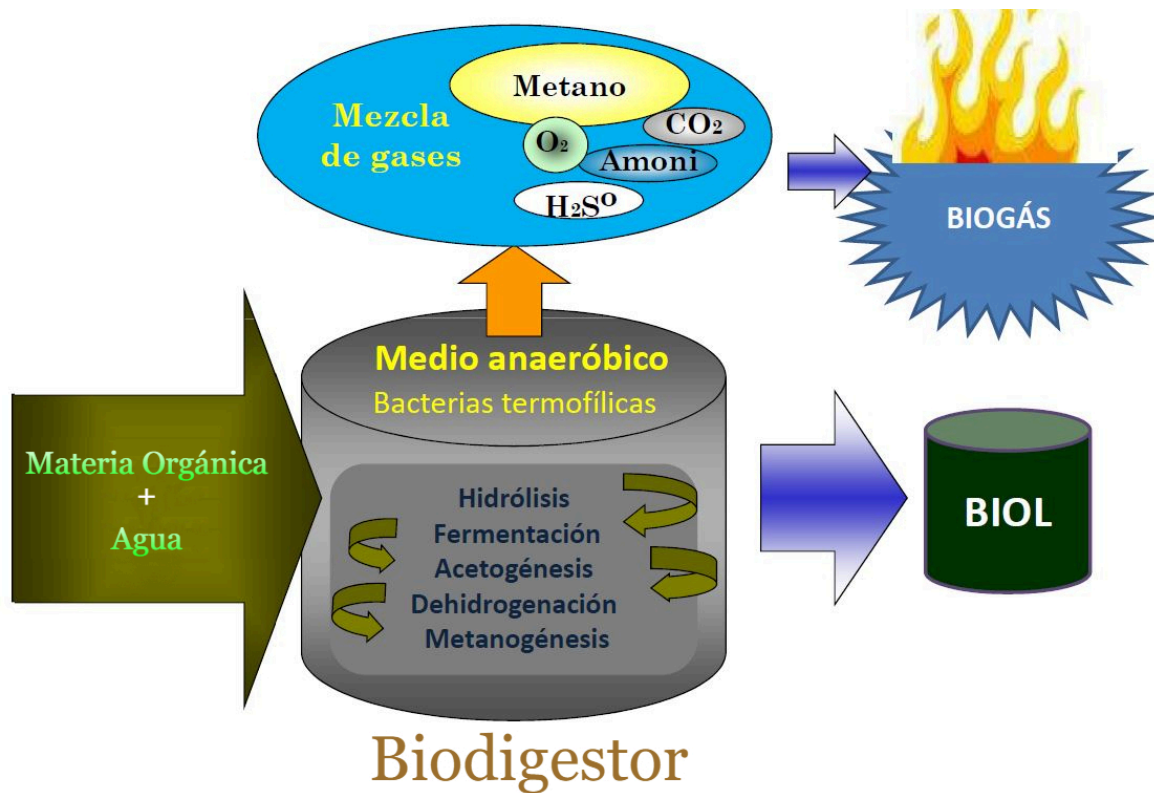 Mezcla
de gases
Metano
CO₂
O₂
Amoni
H₂Sº
BIOGÁS
Medio anaeróbico
Bacterias termofílicas
Materia Orgánica
+
Agua
Hidrólisis
Fermentación
Acetogénesis
Dehidrogenación
Metanogénesis
BIOL
Biodigestor